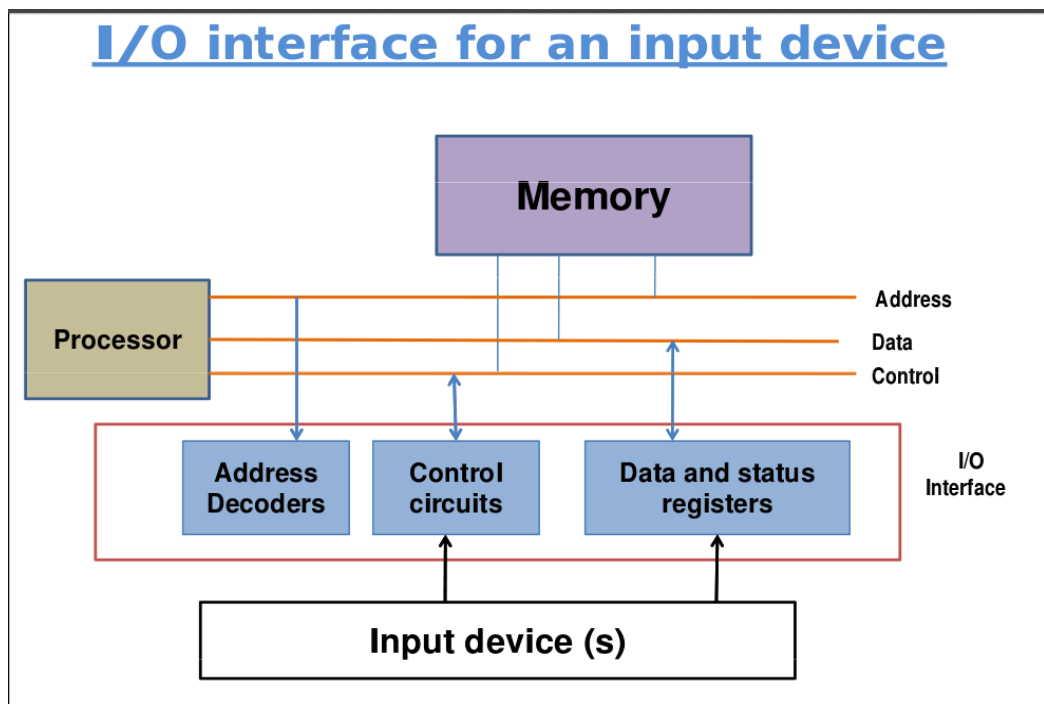 I/O interface for an input device
Memory
Processor
Address
Data
Control
Address
Decoders
Control
circuits
Data and status
registers
I/O
Interface
Input device (s)